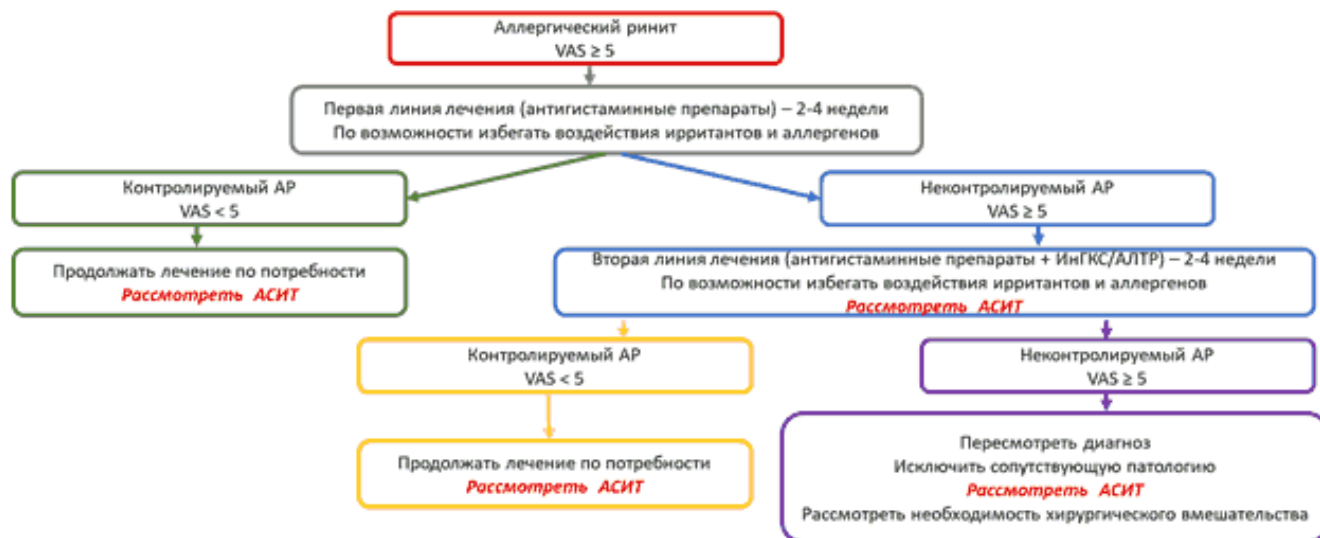 Аллергический ринит
VAS ≥ 5
Первая линия лечения (антигистаминные препараты) – 2-4 недели
По возможности избегать воздействия ирритантов и аллергенов
Контролируемый АР
VAS < 5
Неконтролируемый АР
VAS ≥ 5
Продолжать лечение по потребности
Рассмотреть АСИТ
Вторая линия лечения (антигистаминные препараты + ИнГКС/АЛТР) – 2-4 недели
По возможности избегать воздействия ирритантов и аллергенов
Рассмотреть АСИТ
Контролируемый АР
VAS < 5
Неконтролируемый АР
VAS ≥ 5
Продолжать лечение по потребности
Рассмотреть АСИТ
Пересмотреть диагноз
Исключить сопутствующую патологию
Рассмотреть АСИТ
Рассмотреть необходимость хирургического вмешательства